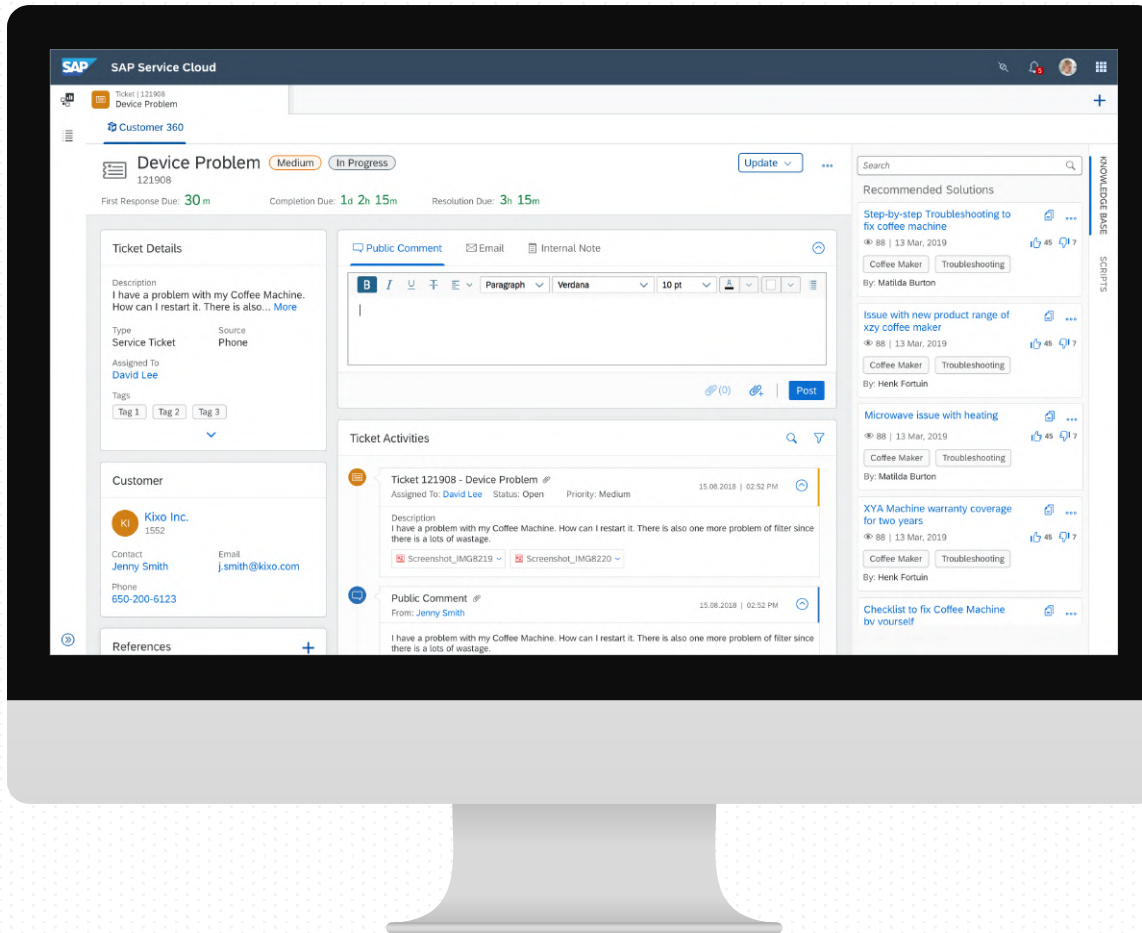 SAP SAP Service Cloud
5
Ticket | 121908
Device Problem
Customer 360
Device Problem Medium In Progress
121908
Update
First Response Due: 30 m Completion Due: 1d 2h 15m Resolution Due: 3h 15m
Ticket Details
Description
I have a problem with my Coffee Machine.
How can I restart it. There is also... More
Type Source
Service Ticket Phone
Assigned To
David Lee
Tags
Tag 1 Tag 2 Tag 3
Customer
KI Kixo Inc.
1552
Contact Email
Jenny Smith j.smith@kixo.com
Phone
650-200-6123
References
Public Comment Email Internal Note
B I U T Paragraph Verdana 10 pt A
(0) Post
Ticket Activities
Ticket 121908 - Device Problem
15.08.2018 | 02:52 PM
Assigned To: David Lee Status: Open Priority: Medium
Description
I have a problem with my Coffee Machine. How can I restart it. There is also one more problem of filter since
there is a lots of wastage.
Screenshot_IMG8219 Screenshot_IMG8220
Public Comment
15.08.2018 | 02:52 PM
From: Jenny Smith
I have a problem with my Coffee Machine. How can I restart it. There is also one more problem of filter since
there is a lots of wastage.
Search
Recommended Solutions
Step-by-step Troubleshooting to
fix coffee machine
88 | 13 Mar, 2019 45 7
Coffee Maker Troubleshooting
By: Matilda Burton
Issue with new product range of
xzy coffee maker
88 | 13 Mar, 2019 45 7
Coffee Maker Troubleshooting
By: Henk Fortuin
Microwave issue with heating
88 | 13 Mar, 2019 45 7
Coffee Maker Troubleshooting
By: Matilda Burton
XYA Machine warranty coverage
for two years
88 | 13 Mar, 2019 45 7
Coffee Maker Troubleshooting
By: Henk Fortuin
Checklist to fix Coffee Machine
by yourself
KNOWLEDGE BASE
SCRIPTS